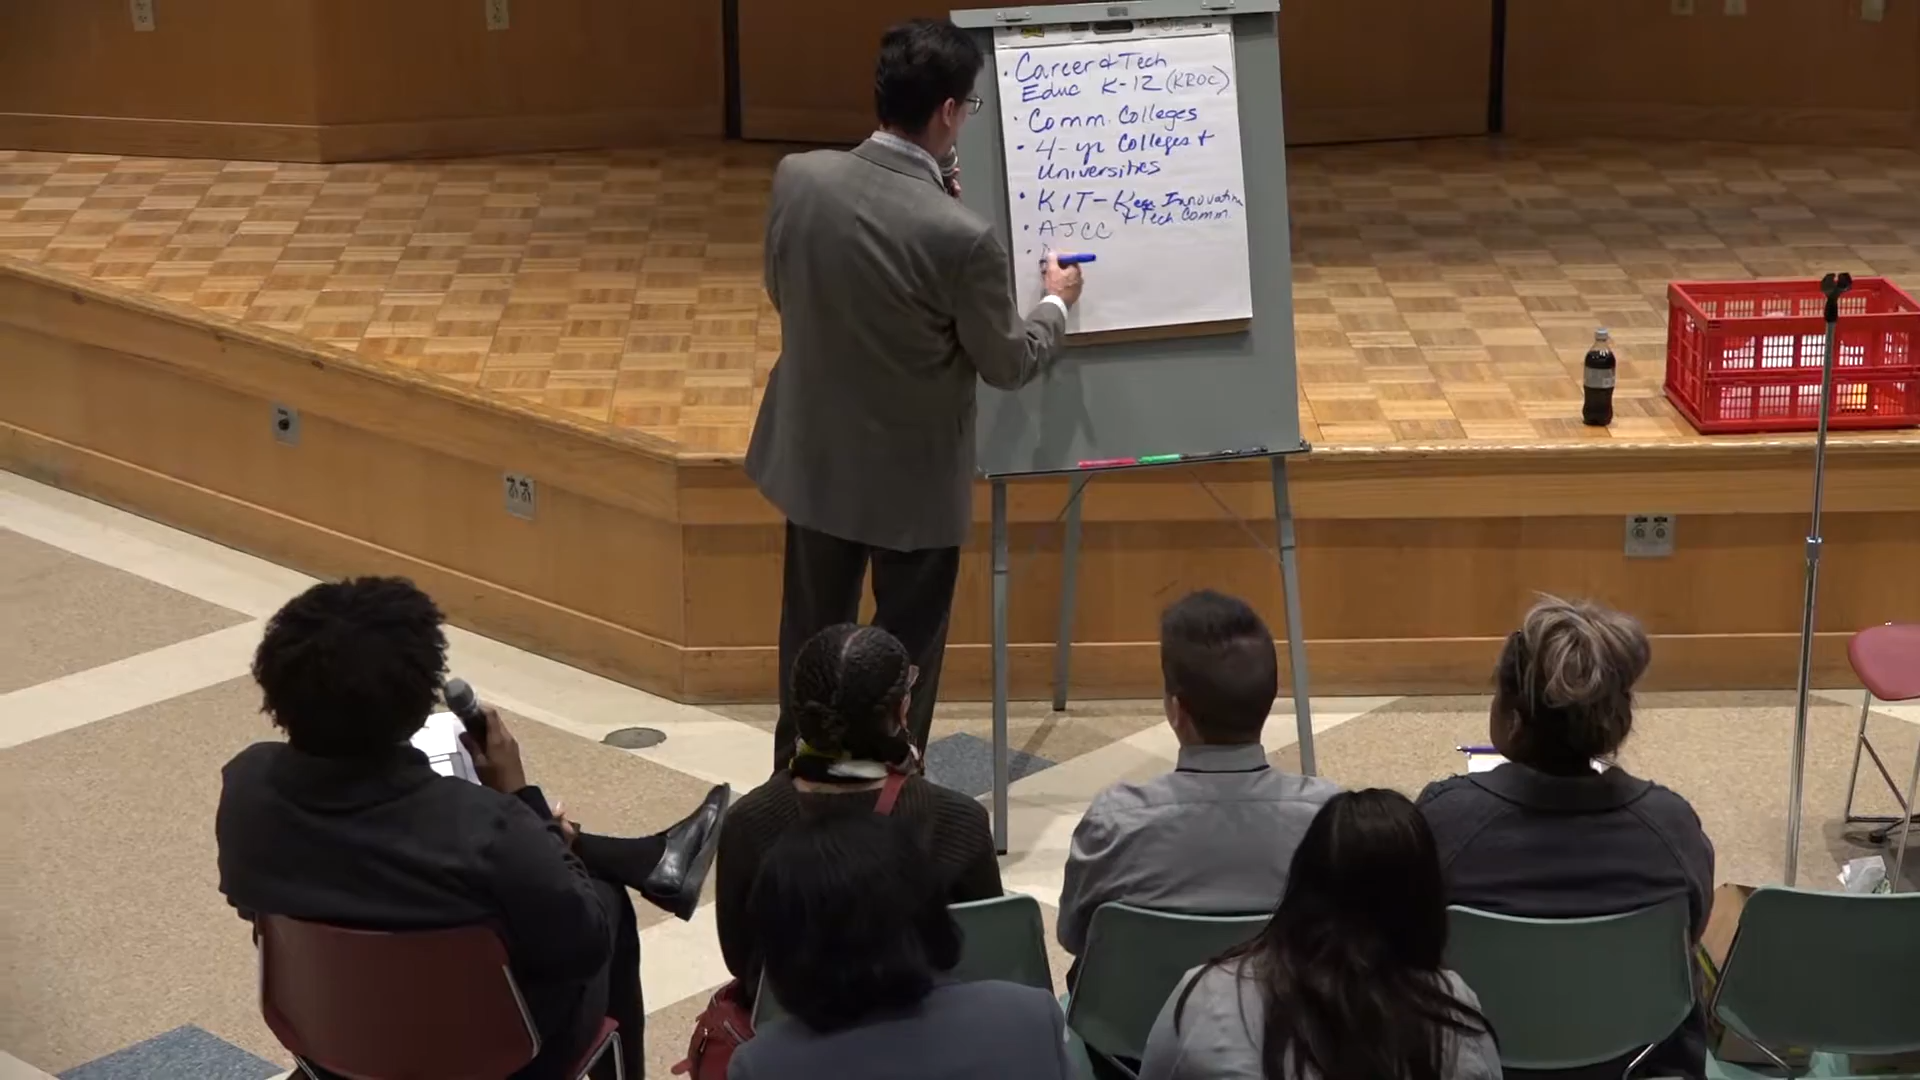 • Career & Tech
Educ K-12 (KROC)
• Comm. Colleges
• 4-yr Colleges +
Universities
• KIT - Kern Innovation
+ Tech Comm.
• AJCC
•